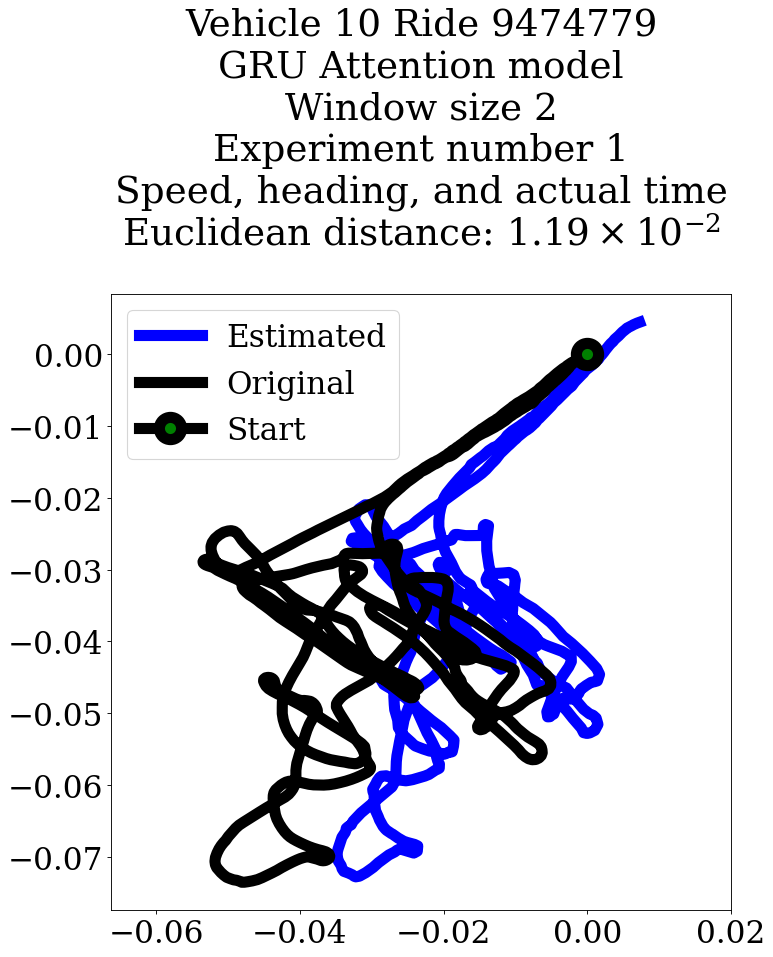 Vehicle 10 Ride 9474779
GRU Attention model
Window size 2
Experiment number 1
Speed, heading, and actual time
Euclidean distance: 1.19 × 10⁻²
Estimated
Original
Start
0.00
−0.01
−0.02
−0.03
−0.04
−0.05
−0.06
−0.07
−0.06 −0.04 −0.02 0.00 0.02